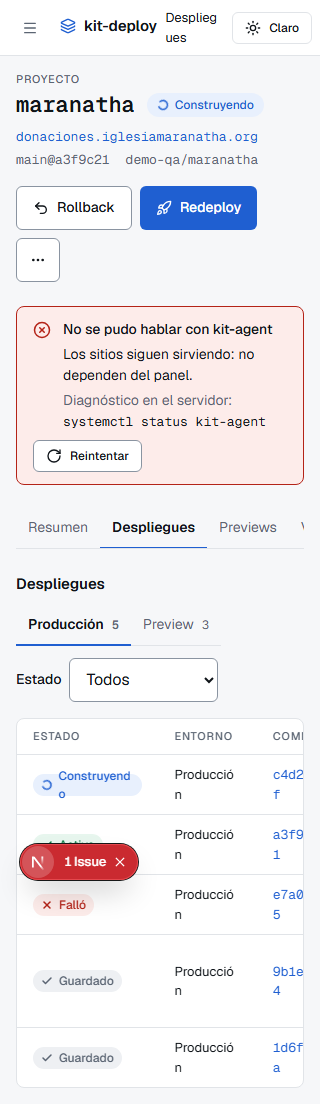 kit-deploy
Desplieg
ues
Claro
PROYECTO
maranatha
Construyendo
donaciones.iglesiamaranatha.org
main@a3f9c21 demo-qa/maranatha
Rollback
Redeploy
...
No se pudo hablar con kit-agent
Los sitios siguen sirviendo: no
dependen del panel.
Diagnóstico en el servidor:
systemctl status kit-agent
Reintentar
Resumen Despliegues Previews
Despliegues
Producción 5 Preview 3
Estado Todos
ESTADO ENTORNO COM
Construyend
o
Producció
n
c4d2
f
Producció
n
a3f9
1
N 1 Issue
Falló
Producció
n
e7a0
5
Guardado
Producció
n
9b1e
4
Guardado
Producció
n
1d6f
a